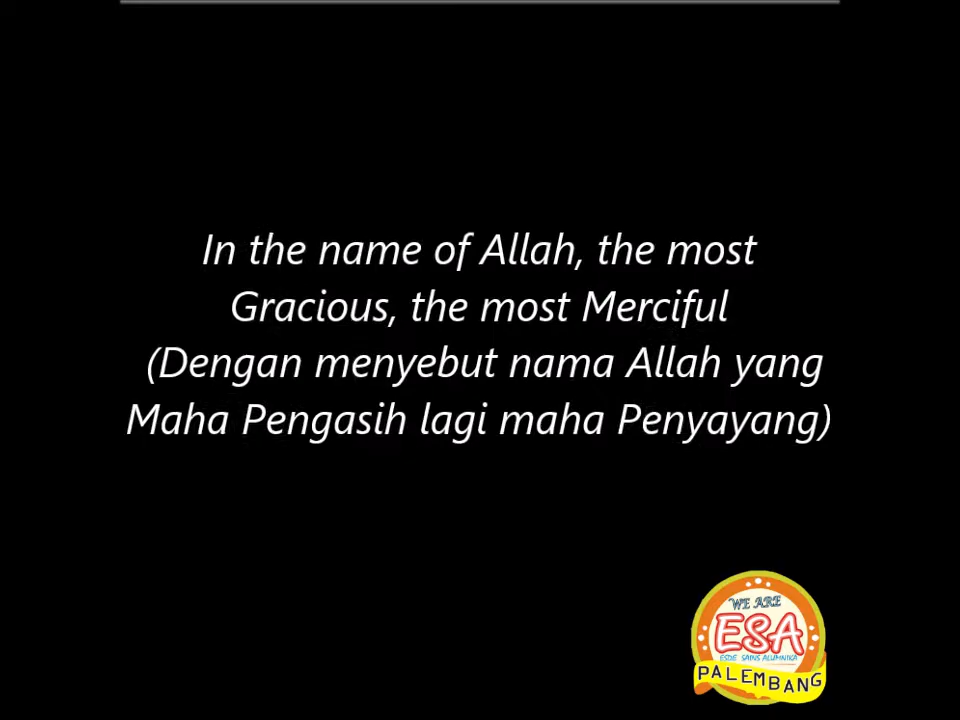 In the name of Allah, the most
Gracious, the most Merciful
(Dengan menyebut nama Allah yang
Maha Pengasih lagi maha Penyayang)
WE ARE
ESA
ESDE SAINS ALUMNIKA
PALEMBANG